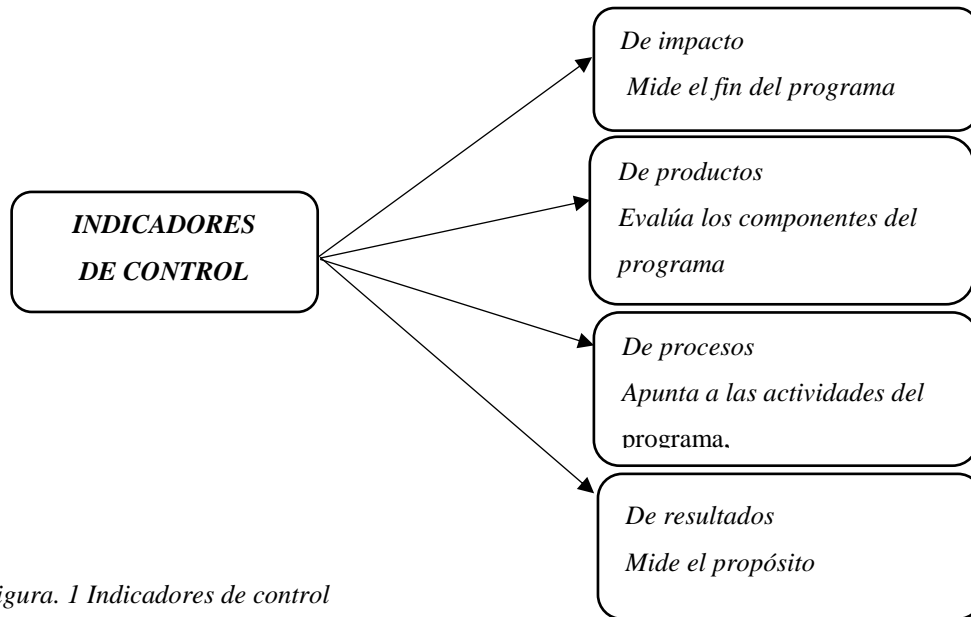 De impacto
Mide el fin del programa
De productos
Evalúa los componentes del
programa
INDICADORES
DE CONTROL
De procesos
Apunta a las actividades del
programa.
De resultados
Mide el propósito
igura. 1 Indicadores de control